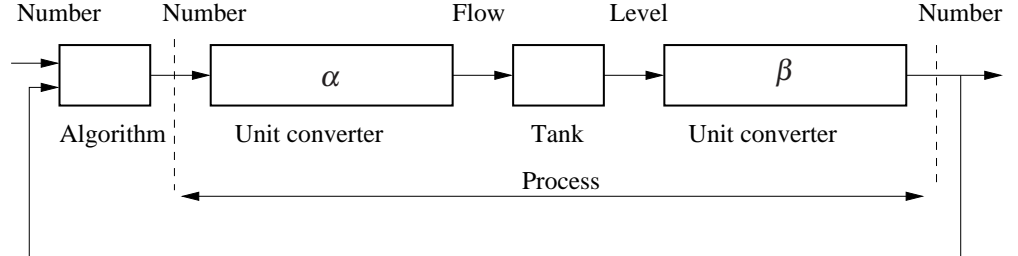 Number Number Flow Level Number
α β
Algorithm Unit converter Tank Unit converter
Process